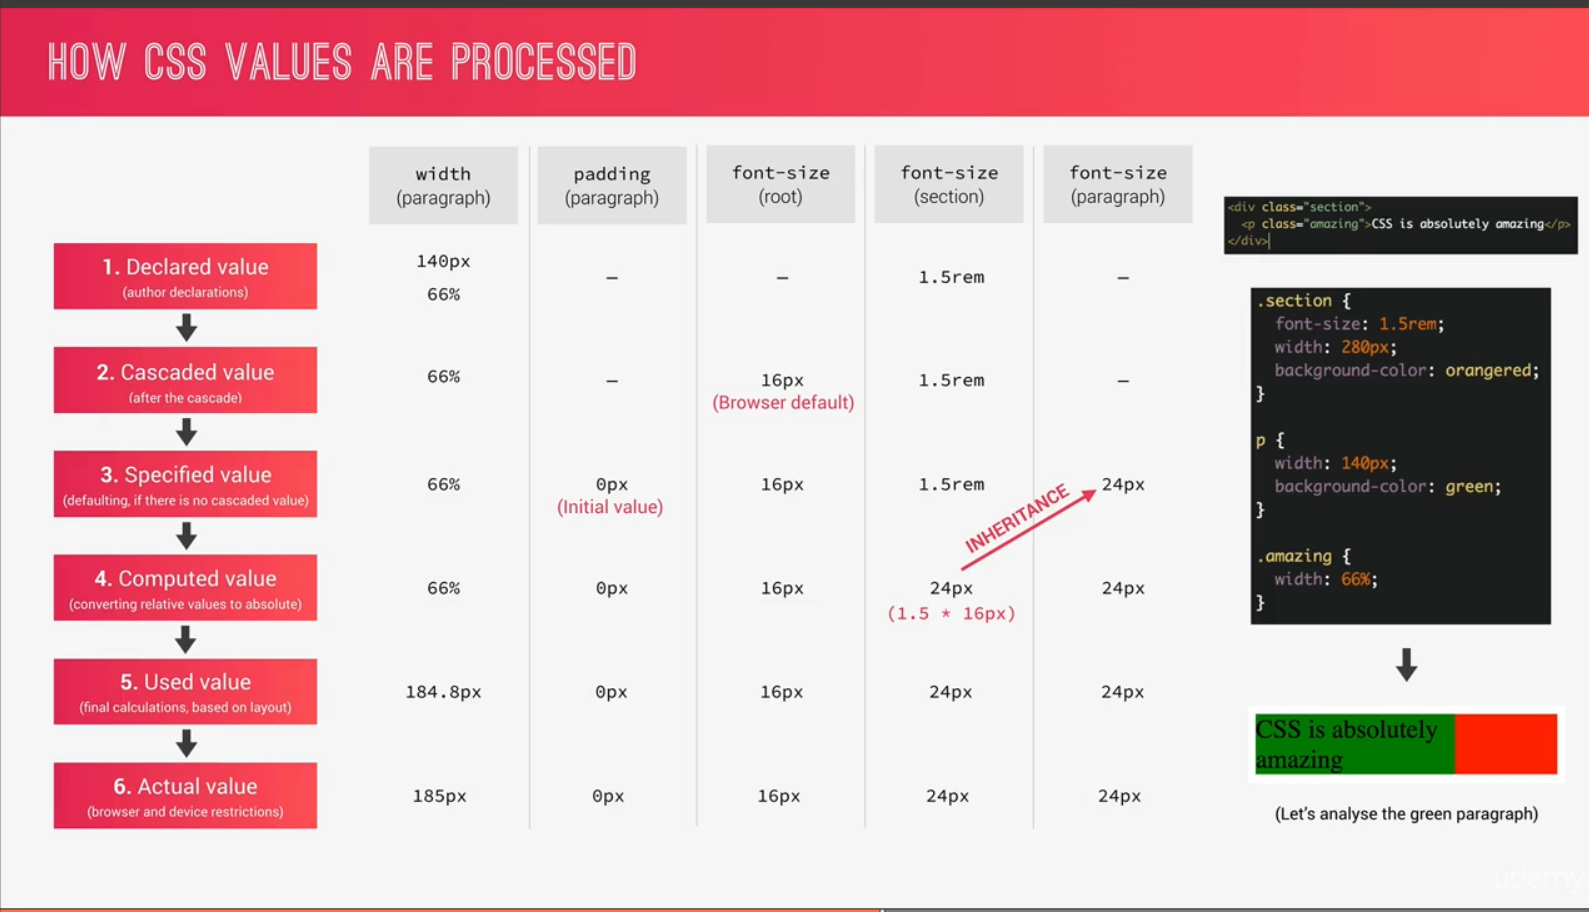 HOW CSS VALUES ARE PROCESSED
width
(paragraph)
padding
(paragraph)
font-size
(root)
font-size
(section)
font-size
(paragraph)
1. Declared value
(author declarations)
140px
66%
–
–
1.5rem
–
2. Cascaded value
(after the cascade)
66%
–
16px
(Browser default)
1.5rem
–
3. Specified value
(defaulting, if there is no cascaded value)
66%
0px
(Initial value)
16px
1.5rem
INHERITANCE
24px
4. Computed value
(converting relative values to absolute)
66%
0px
16px
24px
(1.5 * 16px)
24px
5. Used value
(final calculations, based on layout)
184.8px
0px
16px
24px
24px
6. Actual value
(browser and device restrictions)
185px
0px
16px
24px
24px
<div class="section">
<p class="amazing">CSS is absolutely amazing</p>
</div>
.section {
font-size: 1.5rem;
width: 280px;
background-color: orangered;
}
p {
width: 140px;
background-color: green;
}
.amazing {
width: 66%;
}
CSS is absolutely
amazing
(Let's analyse the green paragraph)
udemy